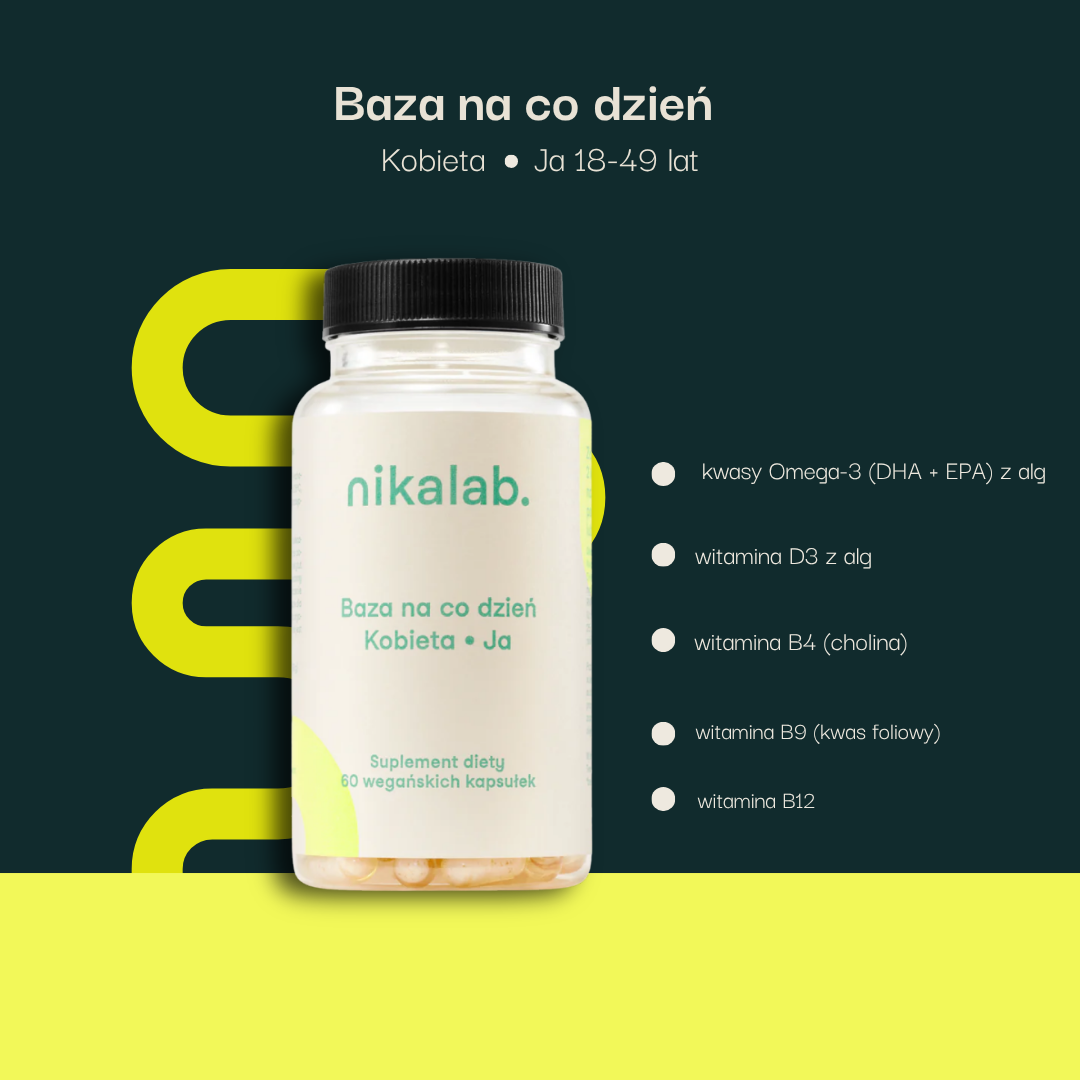 Baza na co dzień
Kobieta • Ja 18-49 lat
nikalab.
Baza na co dzień
Kobieta • Ja
Suplement diety
60 wegańskich kapsułek
kwasy Omega-3 (DHA + EPA) z alg
witamina D3 z alg
witamina B4 (cholina)
witamina B9 (kwas foliowy)
witamina B12